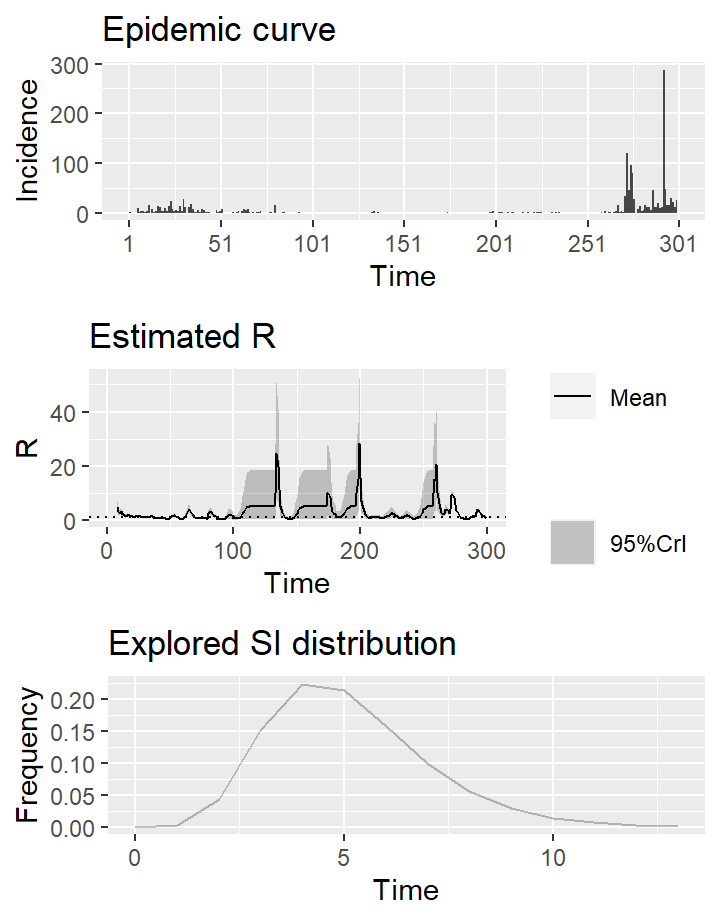 Epidemic curve
Incidence
300
200
100
0
1 51 101 151 201 251 301
Time
Estimated R
R
40
20
0
0 100 200 300
Time
Mean
95%CrI
Explored SI distribution
Frequency
0.20
0.15
0.10
0.05
0.00
0 5 10
Time